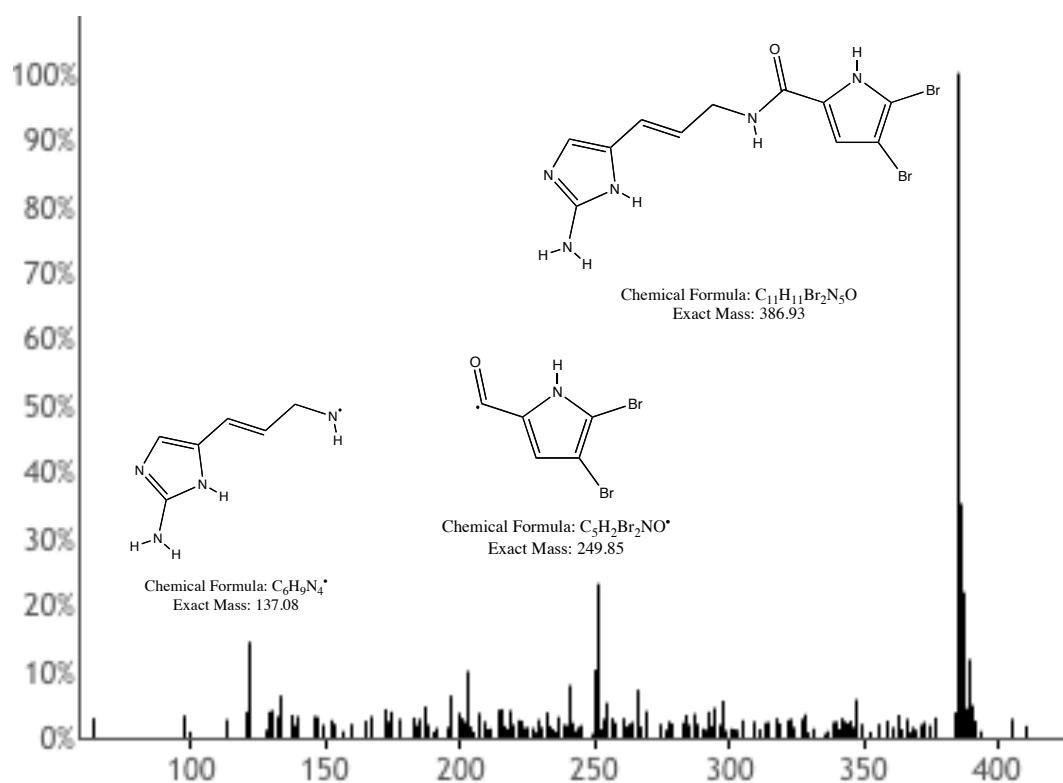 100%
90%
80%
70%
60%
50%
40%
30%
20%
10%
0%
100
150
200
250
300
350
400
O
H
N
Br
N
H
Br
N
N
H
N
H
H
Chemical Formula: C₁₁H₁₁Br₂N₅O
Exact Mass: 386.93
O
H
N
Br
Br
Chemical Formula: C₅H₂Br₂NO•
Exact Mass: 249.85
N•
H
N
N
H
N
H
H
Chemical Formula: C₆H₉N₄•
Exact Mass: 137.08